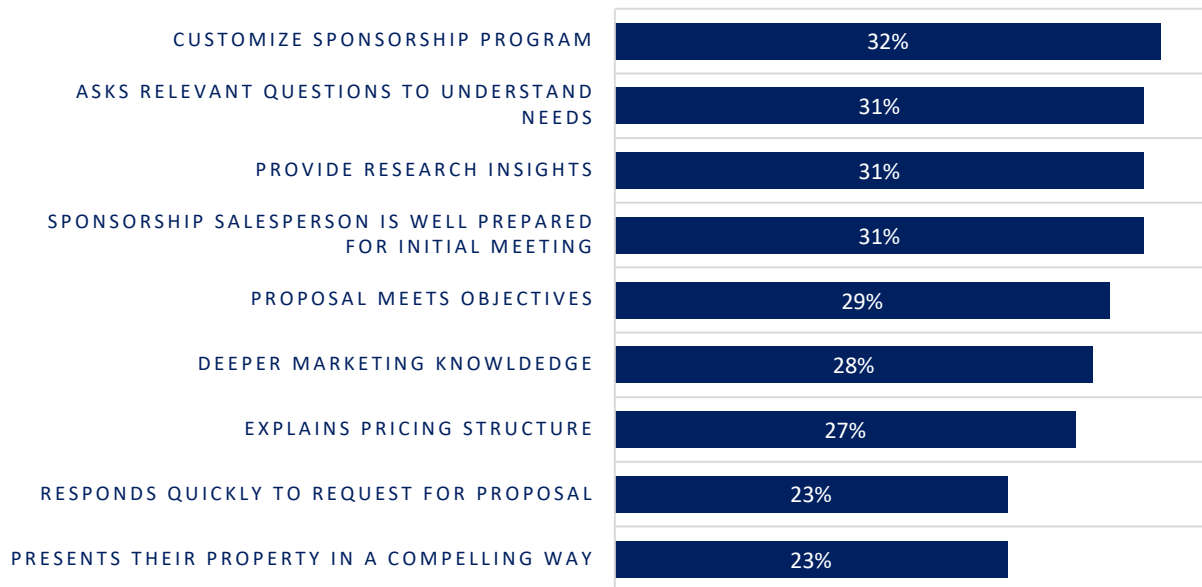 CUSTOMIZE SPONSORSHIP PROGRAM
32%
ASKS RELEVANT QUESTIONS TO UNDERSTAND
NEEDS
31%
PROVIDE RESEARCH INSIGHTS
31%
SPONSORSHIP SALESPERSON IS WELL PREPARED
FOR INITIAL MEETING
31%
PROPOSAL MEETS OBJECTIVES
29%
DEEPER MARKETING KNOWLDEDGE
28%
EXPLAINS PRICING STRUCTURE
27%
RESPONDS QUICKLY TO REQUEST FOR PROPOSAL
23%
PRESENTS THEIR PROPERTY IN A COMPELLING WAY
23%